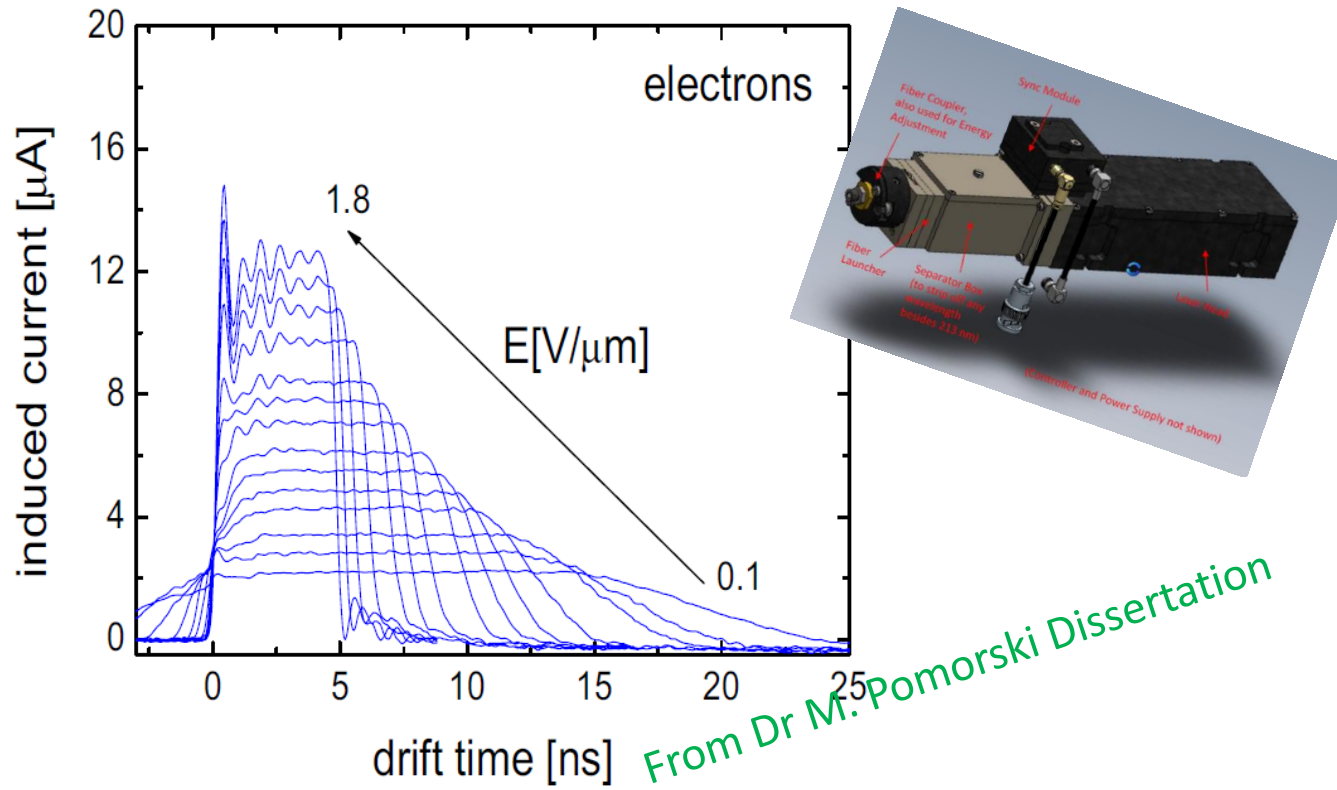 20
16
12
8
4
0
induced current [μA]
electrons
1.8
E[V/μm]
0.1
0
5
10
15
20
25
drift time [ns]
Fiber Coupler,
also used for Energy
Adjustment
Sync Module
Fiber
Launcher
Separator Box
(to strip off any
wavelength
besides 213 nm)
Laser Head
(Controller and Power Supply not shown)
From Dr M. Pomorski Dissertation